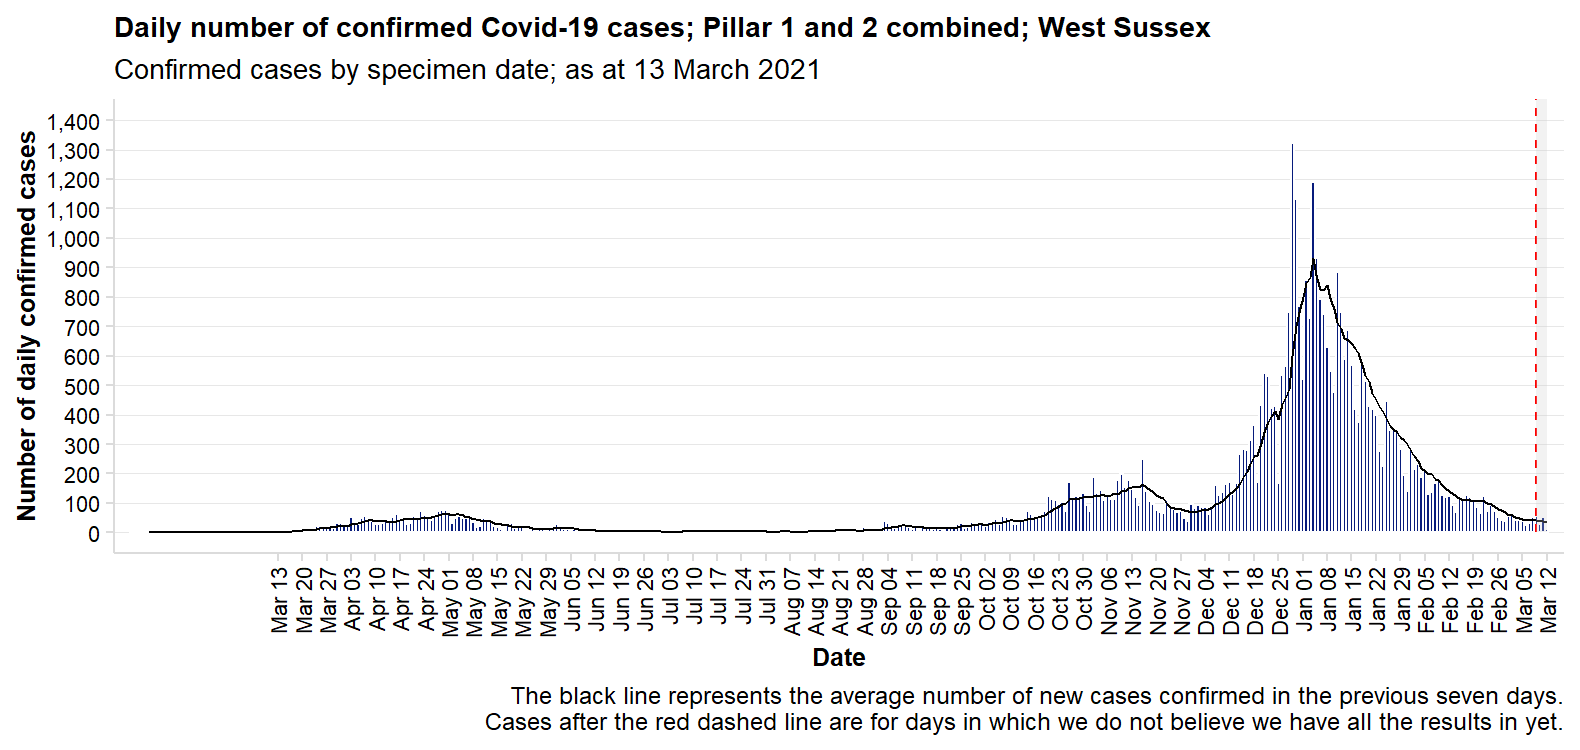 Daily number of confirmed Covid-19 cases; Pillar 1 and 2 combined; West Sussex
Confirmed cases by specimen date; as at 13 March 2021
Number of daily confirmed cases
1,400
1,300
1,200
1,100
1,000
900
800
700
600
500
400
300
200
100
0
Mar 13
Mar 20
Mar 27
Apr 03
Apr 10
Apr 17
Apr 24
May 01
May 08
May 15
May 22
May 29
Jun 05
Jun 12
Jun 19
Jun 26
Jul 03
Jul 10
Jul 17
Jul 24
Jul 31
Aug 07
Aug 14
Aug 21
Aug 28
Sep 04
Sep 11
Sep 18
Sep 25
Oct 02
Oct 09
Oct 16
Oct 23
Oct 30
Nov 06
Nov 13
Nov 20
Nov 27
Dec 04
Dec 11
Dec 18
Dec 25
Jan 01
Jan 08
Jan 15
Jan 22
Jan 29
Feb 05
Feb 12
Feb 19
Feb 26
Mar 05
Mar 12
Date
The black line represents the average number of new cases confirmed in the previous seven days.
Cases after the red dashed line are for days in which we do not believe we have all the results in yet.